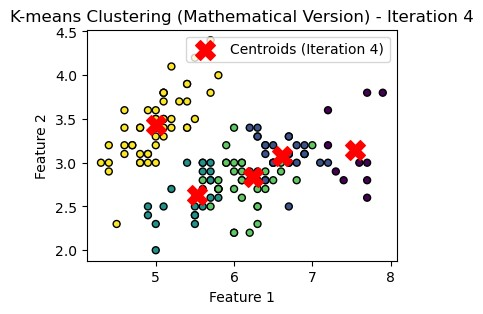 K-means Clustering (Mathematical Version) - Iteration 4
Centroids (Iteration 4)
4.5
4.0
3.5
3.0
2.5
2.0
Feature 2
5
6
7
8
Feature 1